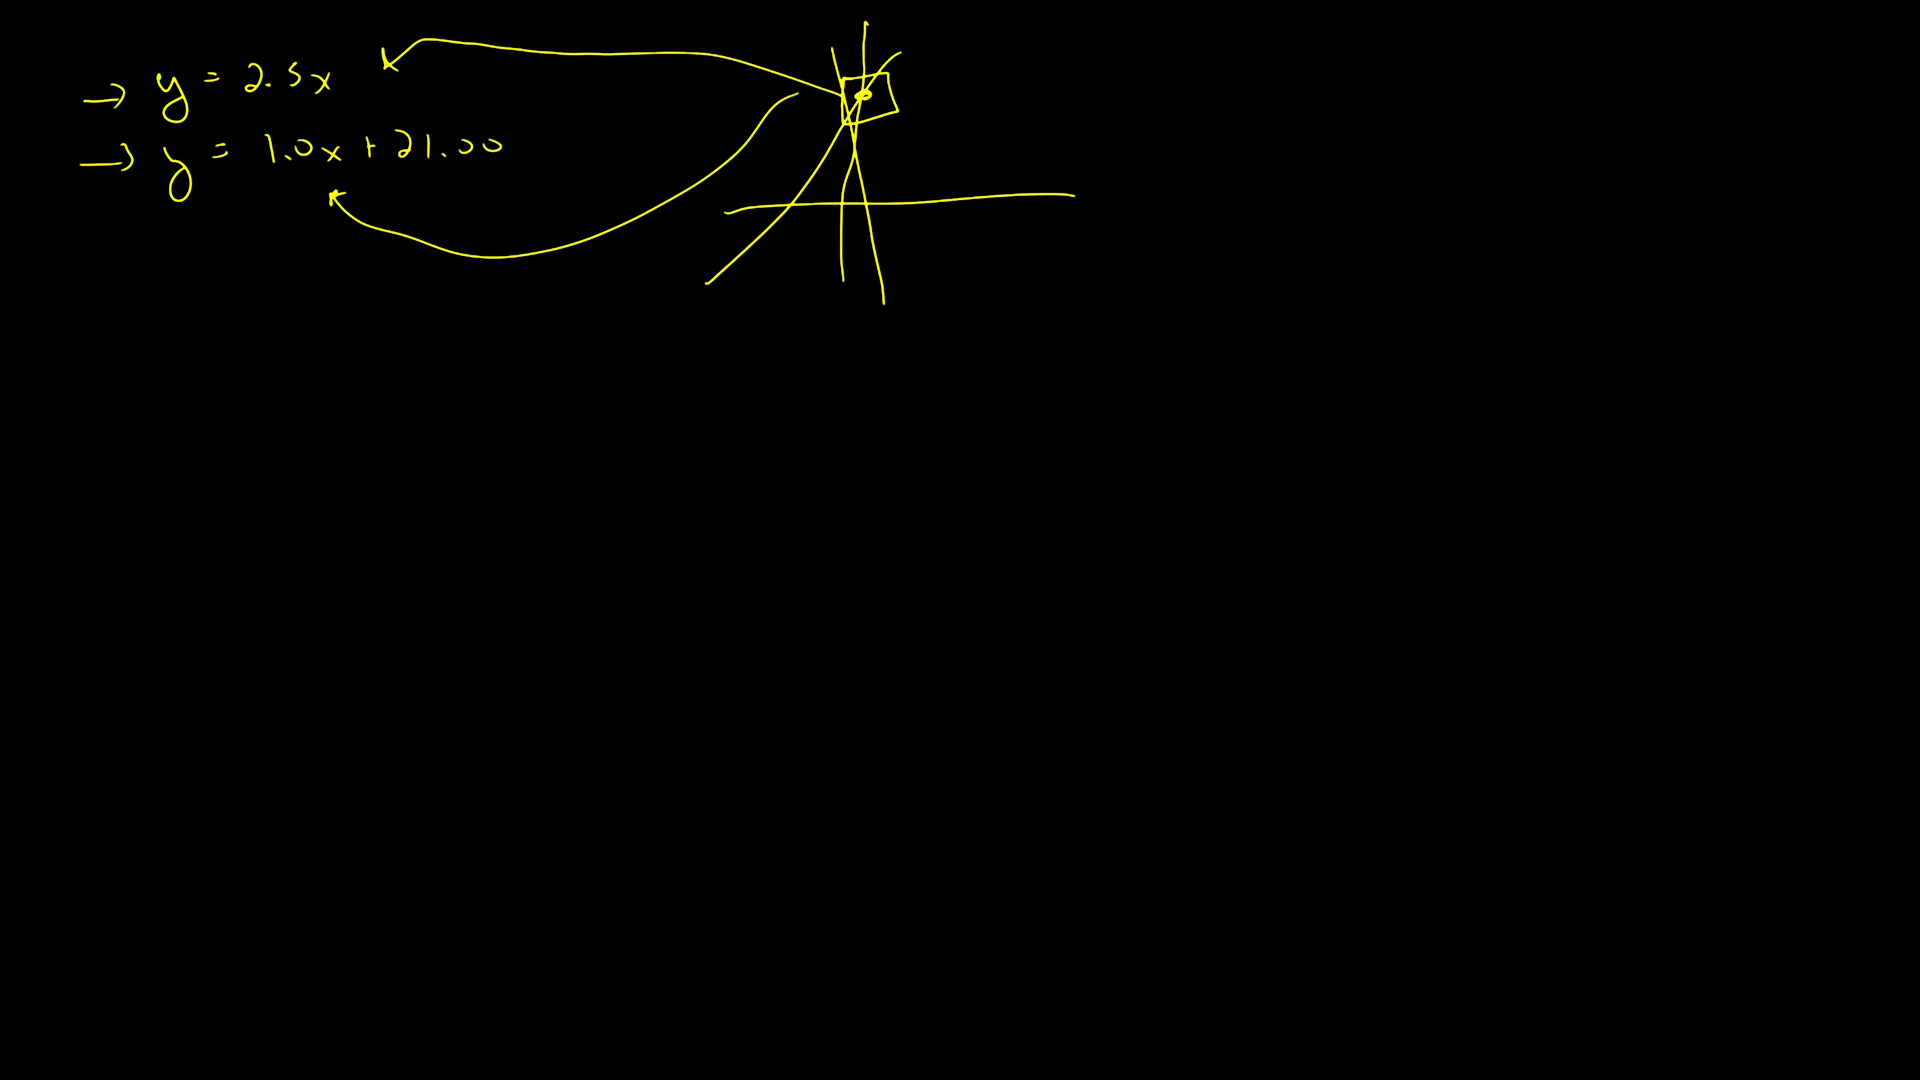 → y = 2.5x
→ y = 1.0x + 21.00